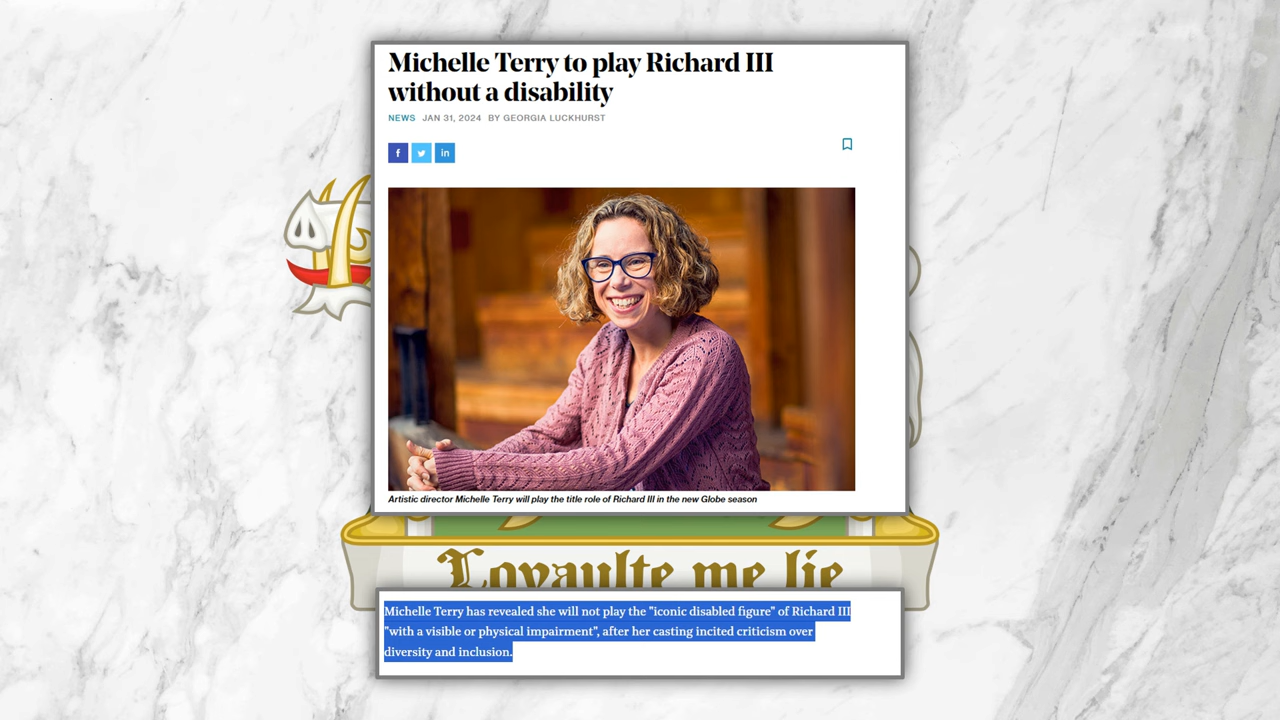 Michelle Terry to play Richard III
without a disability
NEWS JAN 31, 2024 BY GEORGIA LUCKHURST
f in
Artistic director Michelle Terry will play the title role of Richard III in the new Globe season
Loyaulte me lie
Michelle Terry has revealed she will not play the "iconic disabled figure" of Richard III
"with a visible or physical impairment", after her casting incited criticism over
diversity and inclusion.